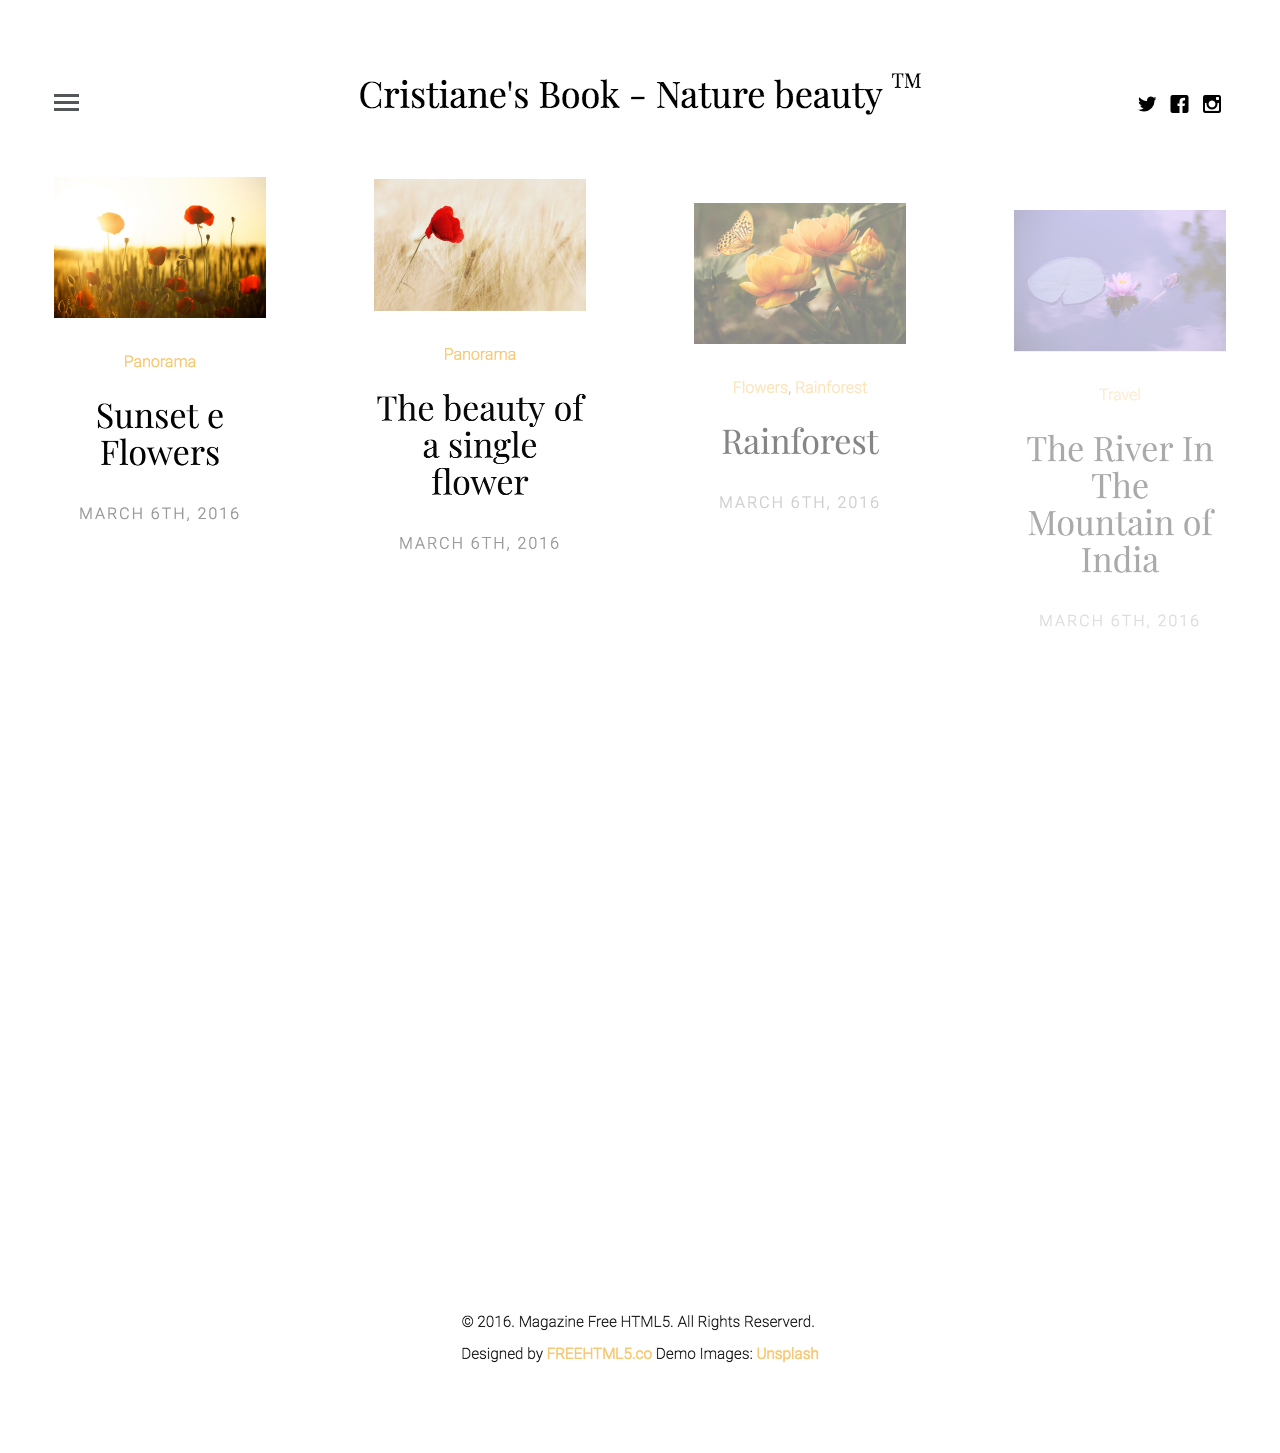 Cristiane's Book - Nature beauty TM
Panorama
Sunset e
Flowers
MARCH 6TH, 2016
Panorama
The beauty of
a single
flower
MARCH 6TH, 2016
Flowers, Rainforest
Rainforest
MARCH 6TH, 2016
Travel
The River In
The
Mountain of
India
MARCH 6TH, 2016
© 2016. Magazine Free HTML5. All Rights Reserverd.
Designed by FREEHTML5.co Demo Images: Unsplash